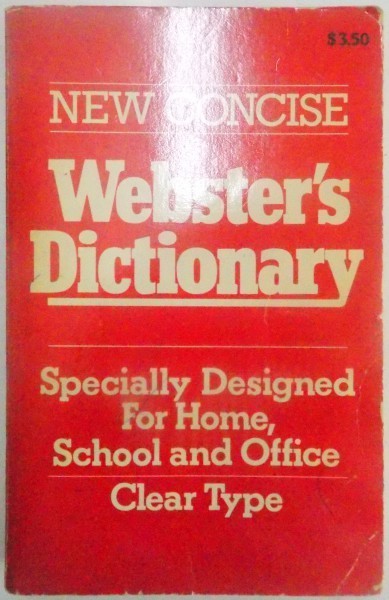 $3.50
NEW CONCISE
Webster's
Dictionary
Specially Designed
For Home,
School and Office
Clear Type